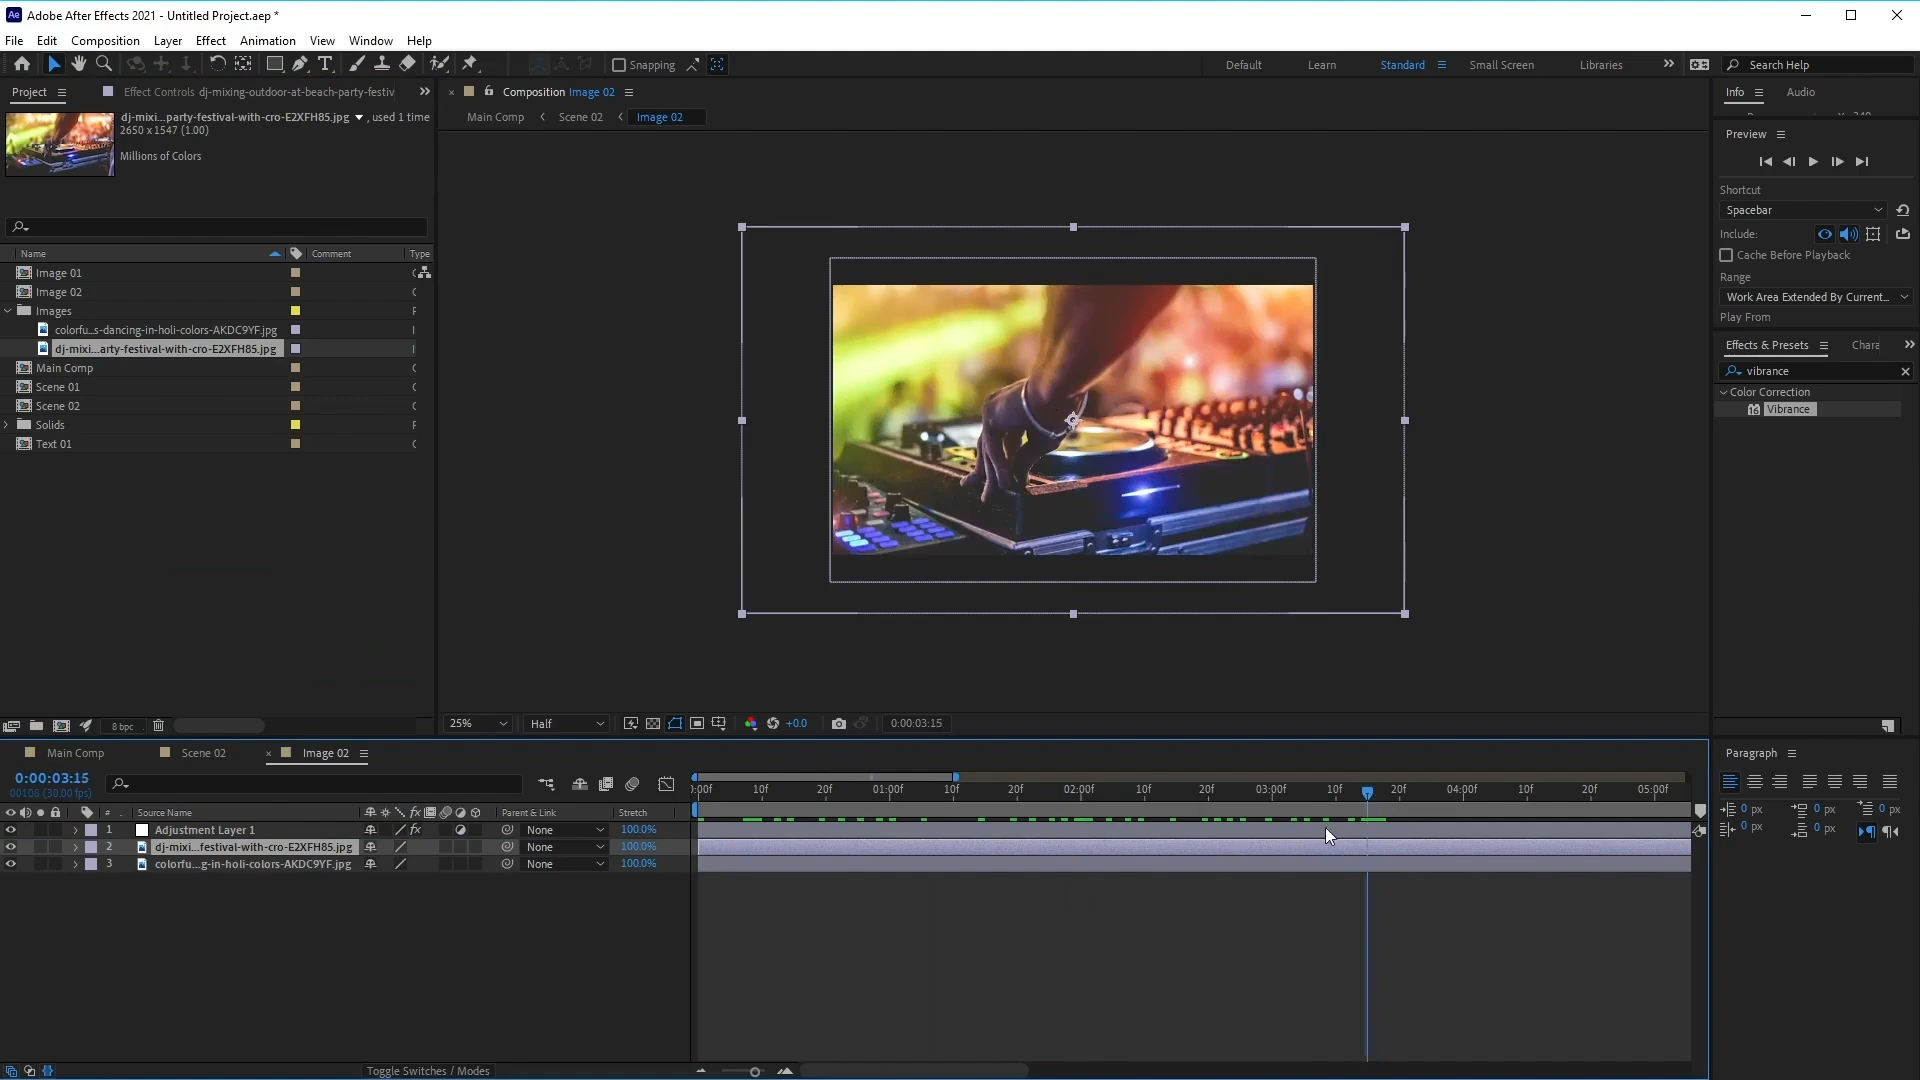 Adobe After Effects 2021 - Untitled Project.aep *
File Edit Composition Layer Effect Animation View Window Help
Snapping
Default Learn Standard Small Screen Libraries
Search Help
Project Effect Controls dj-mixing-outdoor-at-beach-party-festiv
Composition Image 02
Info Audio
dj-mixi...party-festival-with-cro-E2XFH85.jpg , used 1 time
2650 x 1547 (1.00)
Millions of Colors
Main Comp Scene 02 Image 02
Preview
Shortcut
Spacebar
Include:
Cache Before Playback
Range
Work Area Extended By Current...
Play From
Name Comment Type
Image 01
Image 02
Images
colorfu...s-dancing-in-holi-colors-AKDC9YF.jpg
dj-mixi...arty-festival-with-cro-E2XFH85.jpg
Main Comp
Scene 01
Scene 02
Solids
Text 01
Effects & Presets Chara
vibrance
Color Correction
Vibrance
8 bpc
25% Half +0.0 0:00:03:15
Main Comp Scene 02 Image 02
0:00:03:15
00105 (30.00 fps)
:00f 10f 20f 01:00f 10f 20f 02:00f 10f 20f 03:00f 10f 20f 04:00f 10f 20f 05:00f
# Source Name Parent & Link Stretch
1 Adjustment Layer 1 None 100.0%
2 dj-mixi...festival-with-cro-E2XFH85.jpg None 100.0%
3 colorfu...g-in-holi-colors-AKDC9YF.jpg None 100.0%
Toggle Switches / Modes
Paragraph
0 px 0 px 0 px
0 px 0 px